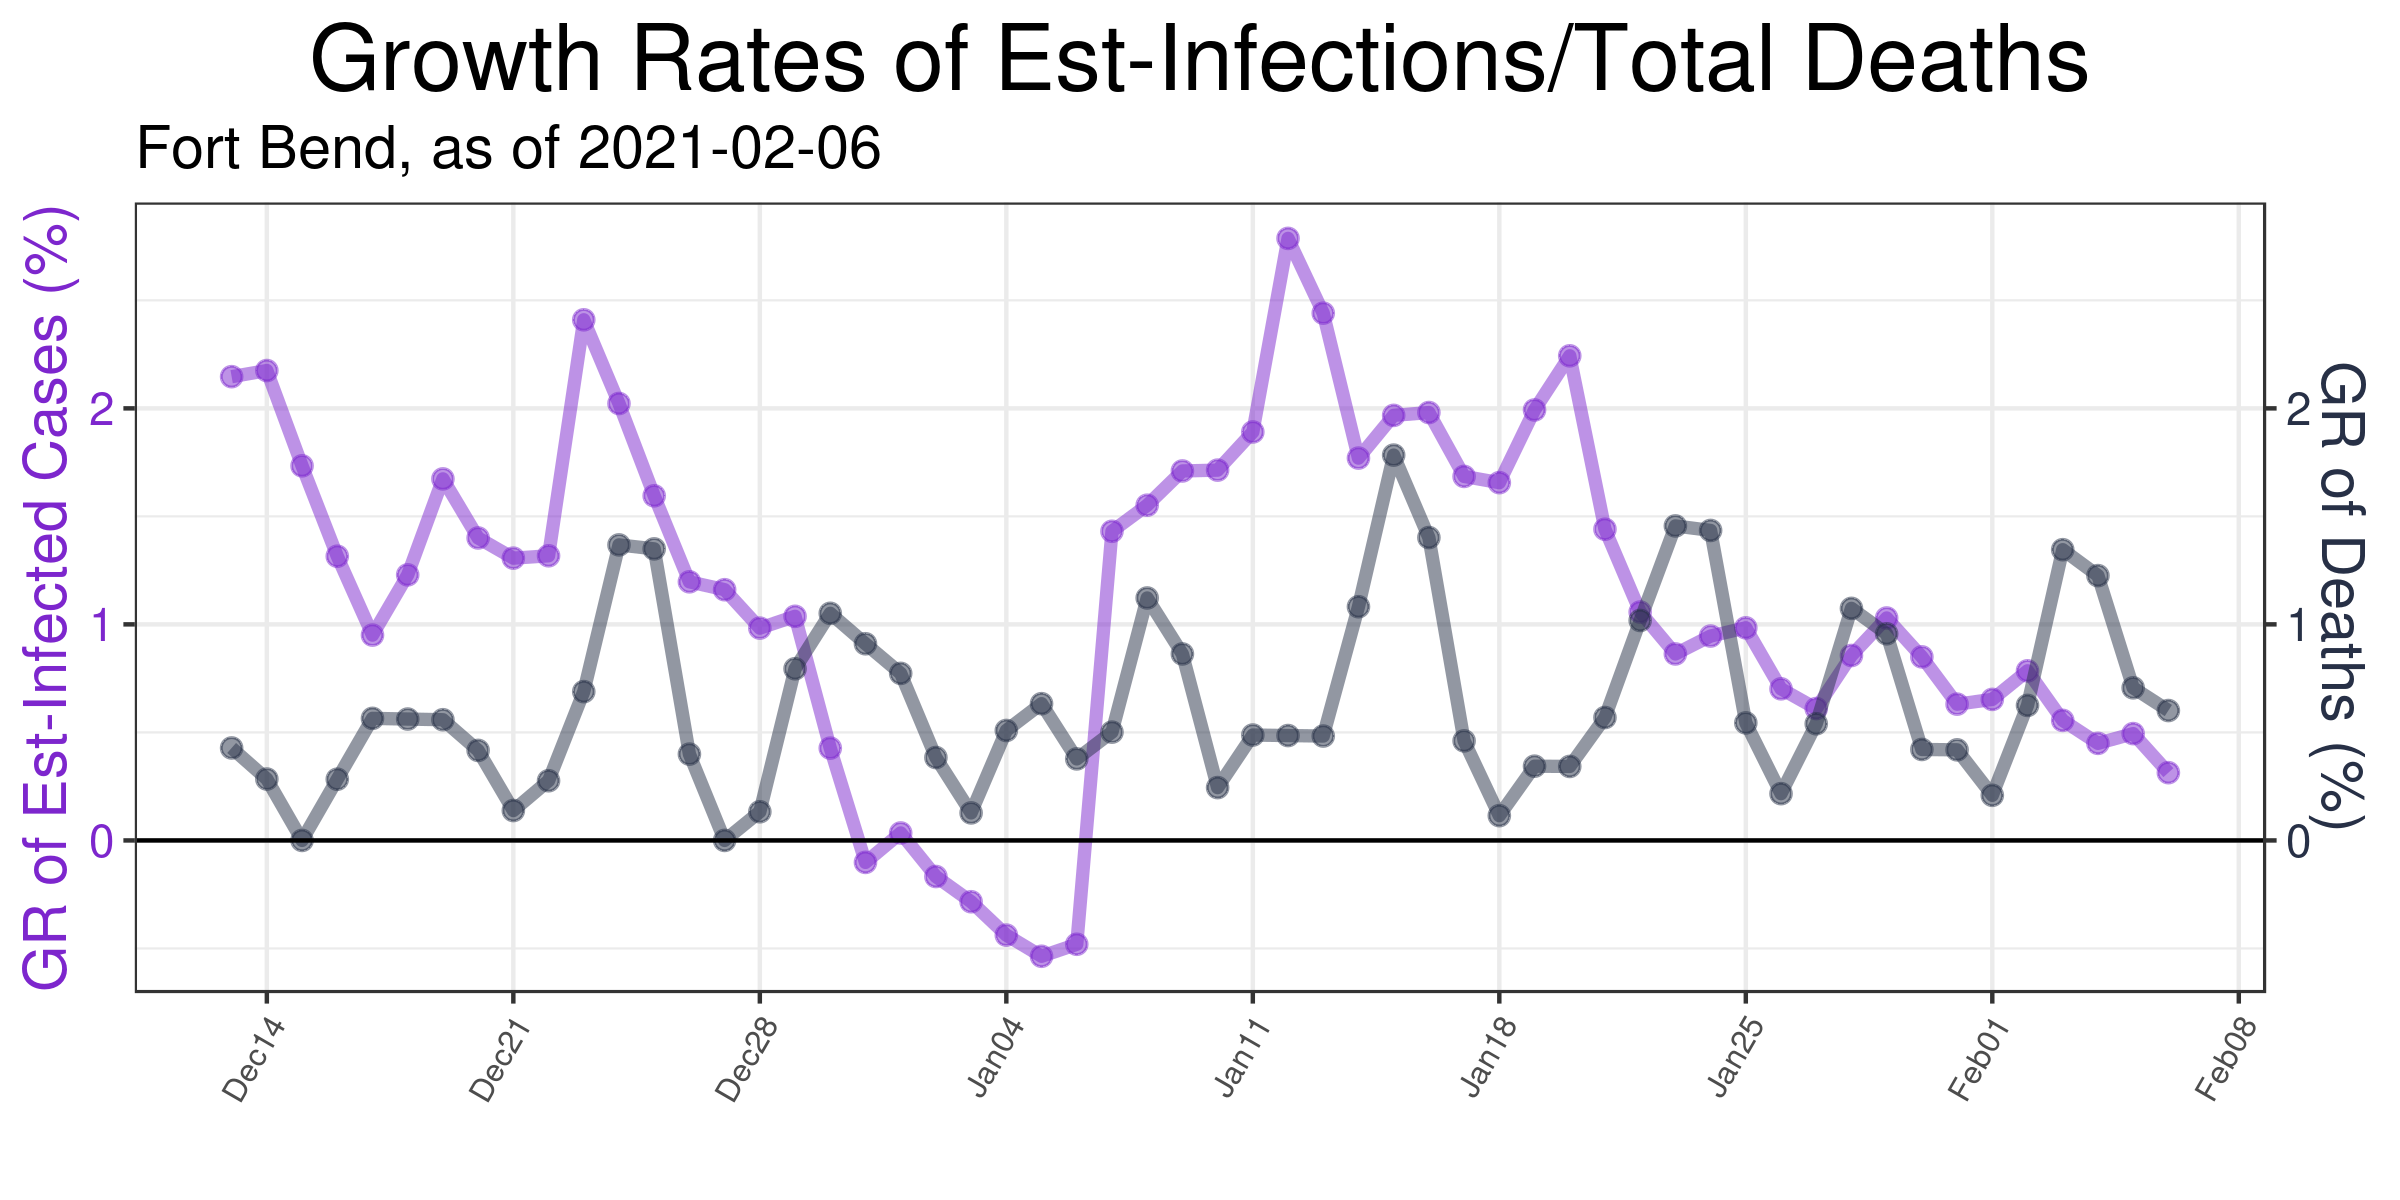 Growth Rates of Est-Infections/Total Deaths
Fort Bend, as of 2021-02-06
GR of Est-Infected Cases (%)
2
1
0
2
1
0
GR of Deaths (%)
Dec14
Dec21
Dec28
Jan04
Jan11
Jan18
Jan25
Feb01
Feb08